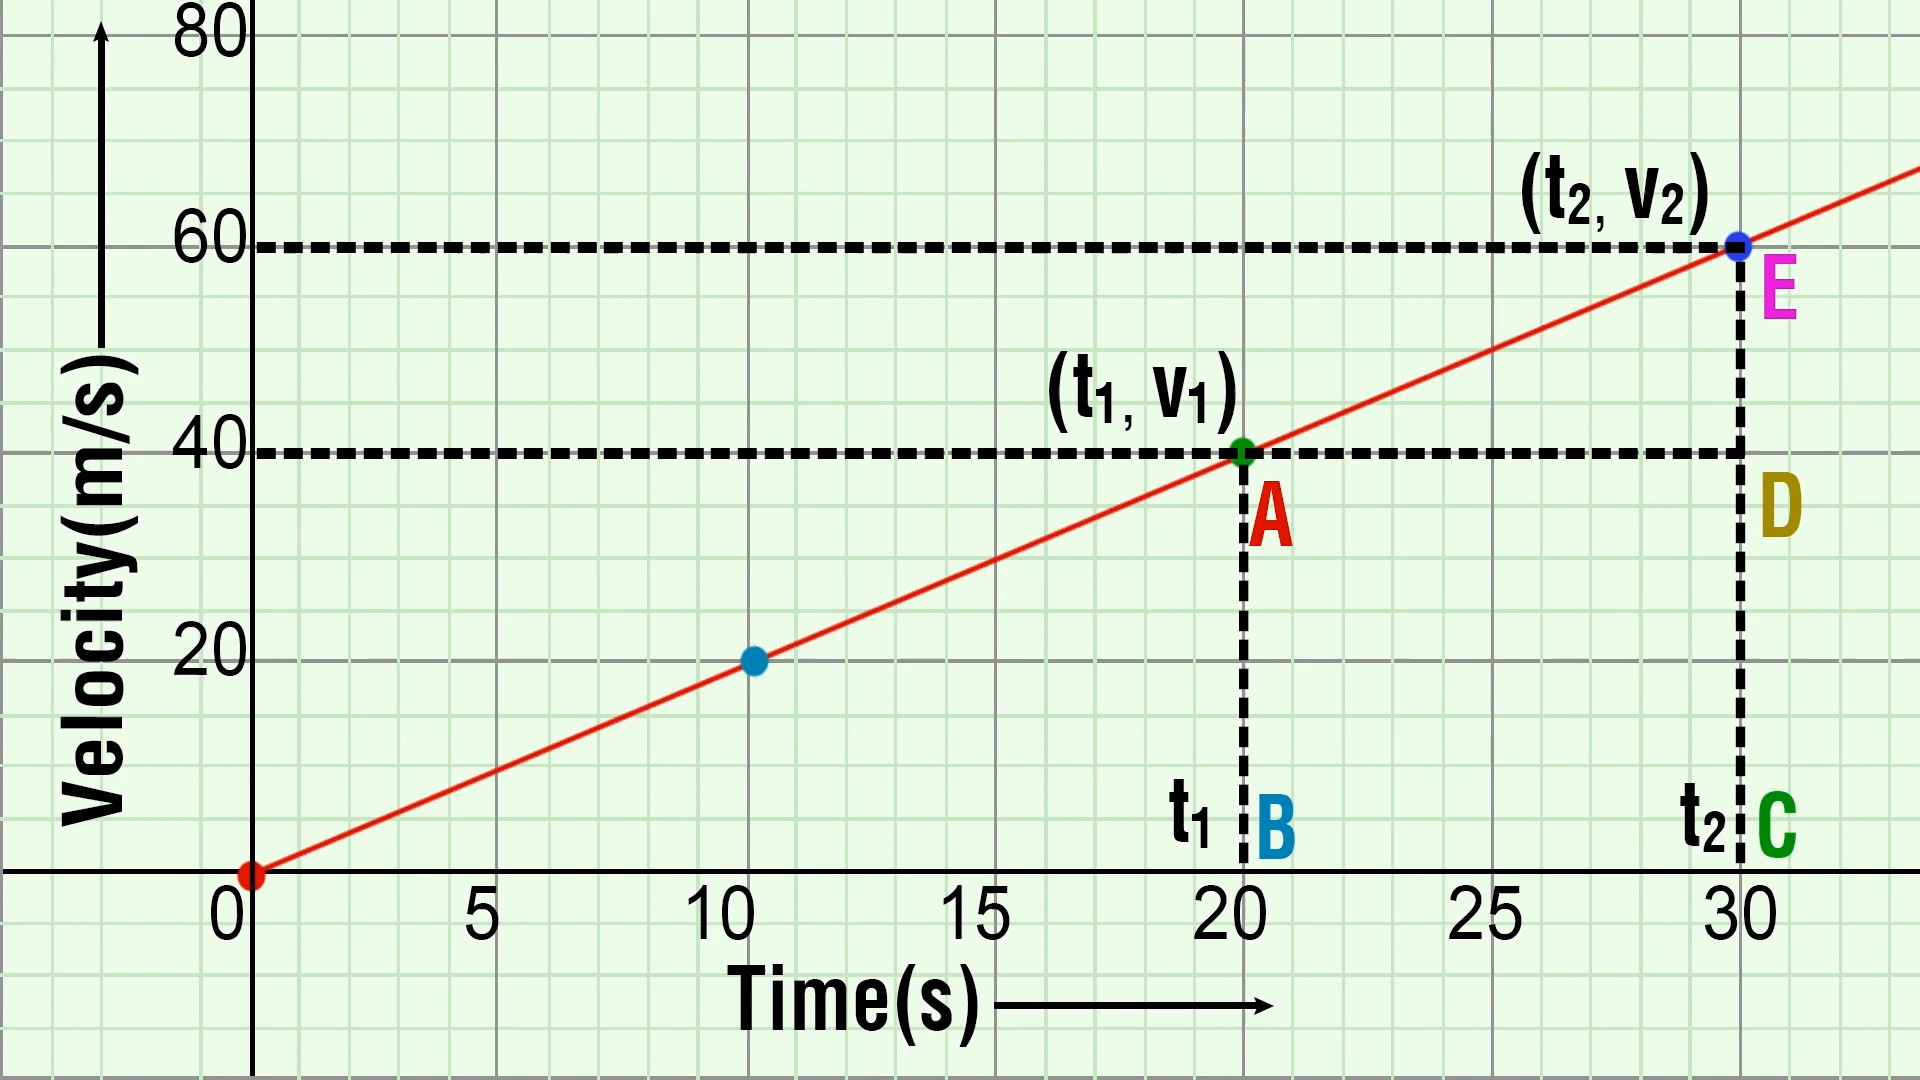 80
60
40
20
Velocity(m/s)
(t₂, v₂)
E
(t₁, v₁)
A
D
t₁ B
t₂ C
0 5 10 15 20 25 30
Time(s)